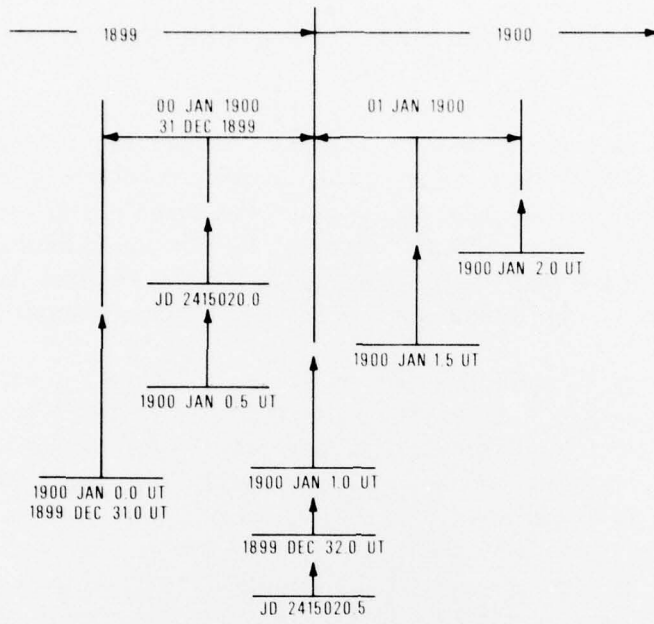 1899
1900
00 JAN 1900
31 DEC 1899
01 JAN 1900
1900 JAN 2.0 UT
JD 2415020.0
1900 JAN 1.5 UT
1900 JAN 0.5 UT
1900 JAN 1.0 UT
1900 JAN 0.0 UT
1899 DEC 31.0 UT
1899 DEC 32.0 UT
JD 2415020.5